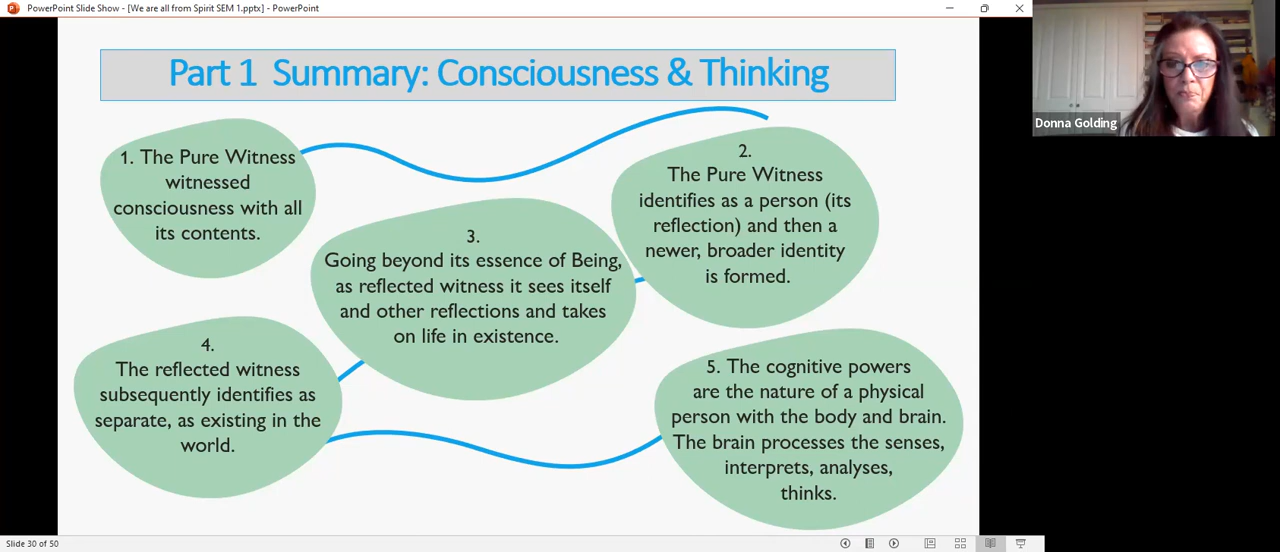 PowerPoint Slide Show - [We are all from Spirit SEM 1.pptx] - PowerPoint
Part 1 Summary: Consciousness & Thinking
1. The Pure Witness
witnessed
consciousness with all
its contents.
2.
The Pure Witness
identifies as a person (its
reflection) and then a
newer, broader identity
is formed.
3.
Going beyond its essence of Being,
as reflected witness it sees itself
and other reflections and takes
on life in existence.
4.
The reflected witness
subsequently identifies as
separate, as existing in the
world.
5. The cognitive powers
are the nature of a physical
person with the body and brain.
The brain processes the senses,
interprets, analyses,
thinks.
Donna Golding
Slide 30 of 50